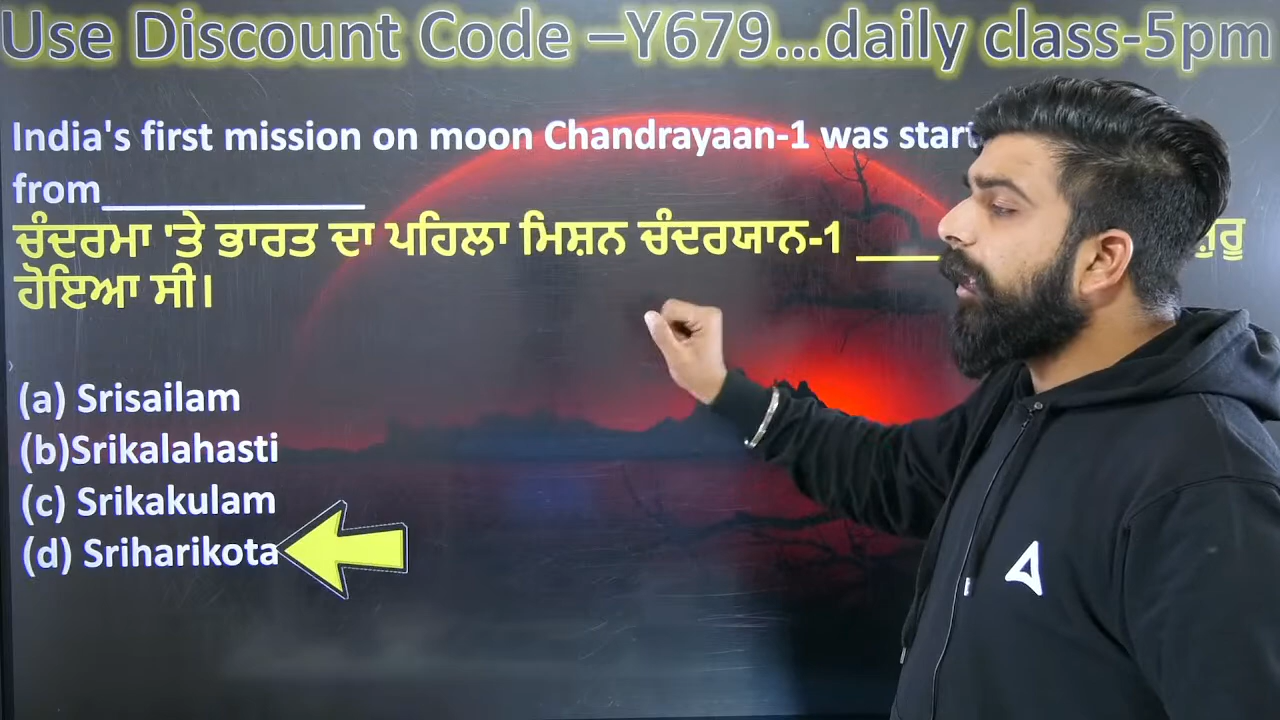 Use Discount Code –Y679...daily class-5pm
India's first mission on moon Chandrayaan-1 was start
from______________
ਚੰਦਰਮਾ 'ਤੇ ਭਾਰਤ ਦਾ ਪਹਿਲਾ ਮਿਸ਼ਨ ਚੰਦਰਯਾਨ-1 ____
ਹੋਇਆ ਸੀ।
(a) Srisailam
(b)Srikalahasti
(c) Srikakulam
(d) Sriharikota